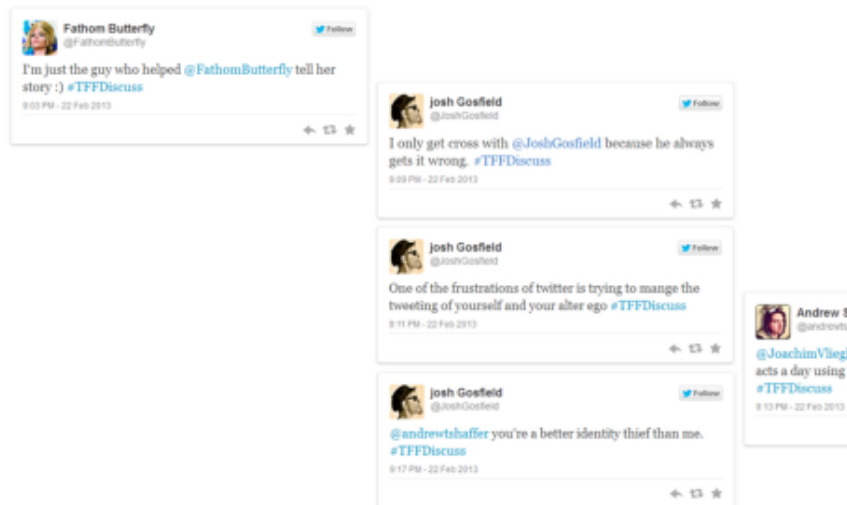 Fathom Butterfly
Follow
@FathomButterfly
I'm just the guy who helped @FathomButterfly tell her
story :) #TFFDiscuss
9:03 PM - 22 Feb 2013
josh Gosfield
Follow
@JoshGosfield
I only get cross with @JoshGosfield because he always
gets it wrong. #TFFDiscuss
9:09 PM - 22 Feb 2013
josh Gosfield
Follow
@JoshGosfield
One of the frustrations of twitter is trying to mange the
tweeting of yourself and your alter ego #TFFDiscuss
9:11 PM - 22 Feb 2013
josh Gosfield
Follow
@JoshGosfield
@andrewtshaffer you're a better identity thief than me.
#TFFDiscuss
9:17 PM - 22 Feb 2013
Andrew S
@andrewts
@JoachimVlieg
acts a day using
#TFFDiscuss
9:13 PM - 22 Feb 2013